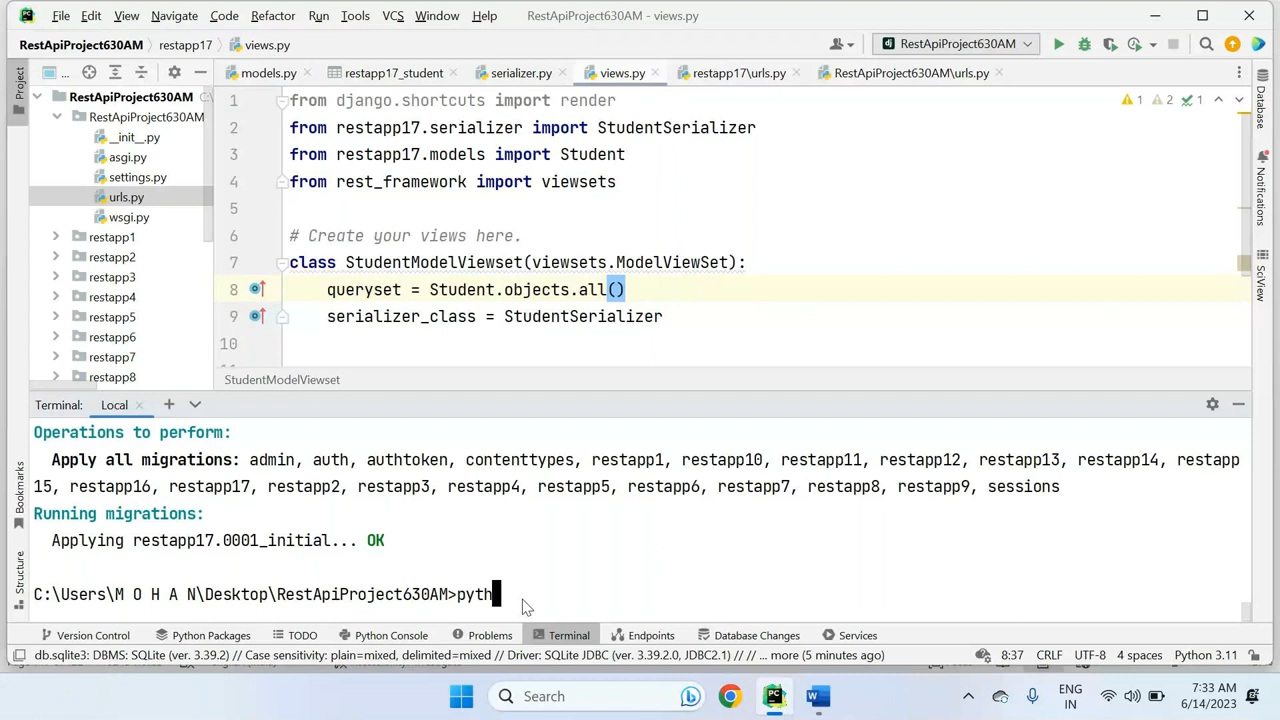 File Edit View Navigate Code Refactor Run Tools VCS Window Help RestApiProject630AM - views.py
RestApiProject630AM restapp17 views.py RestApiProject630AM
... models.py restapp17_student serializer.py views.py restapp17\urls.py RestApiProject630AM\urls.py
Project
RestApiProject630AM
RestApiProject630AM
__init__.py
asgi.py
settings.py
urls.py
wsgi.py
restapp1
restapp2
restapp3
restapp4
restapp5
restapp6
restapp7
restapp8
1 from django.shortcuts import render
2 from restapp17.serializer import StudentSerializer
3 from restapp17.models import Student
4 from rest_framework import viewsets
5
6 # Create your views here.
7 class StudentModelViewset(viewsets.ModelViewSet):
8 queryset = Student.objects.all()
9 serializer_class = StudentSerializer
10
1 2 1
StudentModelViewset
Database
Notifications
SciView
Terminal: Local
Operations to perform:
Apply all migrations: admin, auth, authtoken, contenttypes, restapp1, restapp10, restapp11, restapp12, restapp13, restapp14, restapp
15, restapp16, restapp17, restapp2, restapp3, restapp4, restapp5, restapp6, restapp7, restapp8, restapp9, sessions
Running migrations:
Applying restapp17.0001_initial... OK
C:\Users\M O H A N\Desktop\RestApiProject630AM>pyth
Bookmarks
Structure
Version Control Python Packages TODO Python Console Problems Terminal Endpoints Database Changes Services
db.sqlite3: DBMS: SQLite (ver. 3.39.2) // Case sensitivity: plain=mixed, delimited=mixed // Driver: SQLite JDBC (ver. 3.39.2.0, JDBC2.1) // // ... more (5 minutes ago) 8:37 CRLF UTF-8 4 spaces Python 3.11
Search
ENG
IN
7:33 AM
6/14/2023